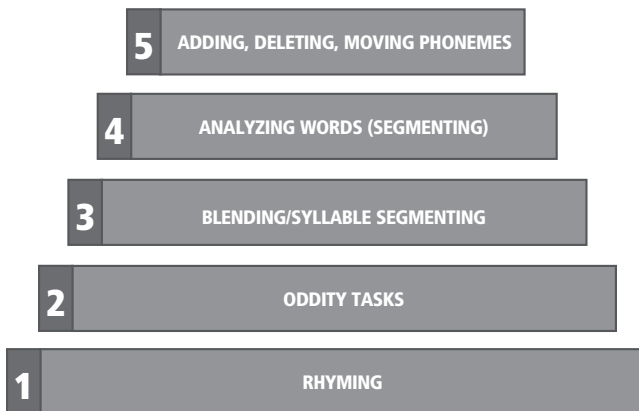 5 ADDING, DELETING, MOVING PHONEMES
4 ANALYZING WORDS (SEGMENTING)
3 BLENDING/SYLLABLE SEGMENTING
2 ODDITY TASKS
1 RHYMING